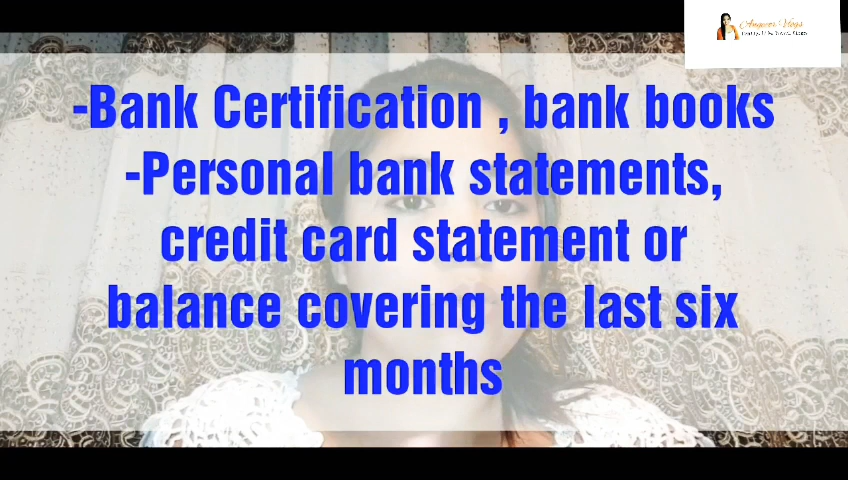 -Bank Certification , bank books
-Personal bank statements,
credit card statement or
balance covering the last six
months